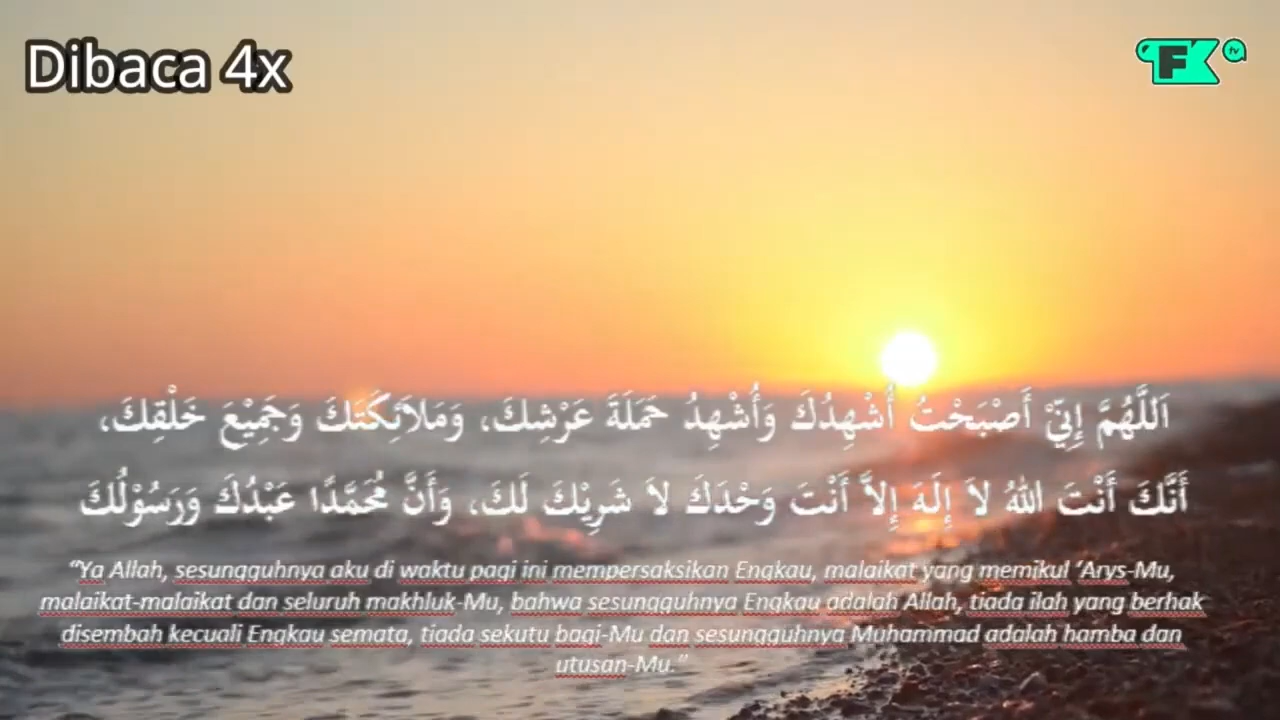 Dibaca 4x
FK tv
اَللَّهُمَّ إِنِّيْ أَصْبَحْتُ أُشْهِدُكَ وَأُشْهِدُ حَمَلَةَ عَرْشِكَ، وَمَلاَئِكَتَكَ وَجَمِيْعَ خَلْقِكَ،
أَنَّكَ أَنْتَ اللهُ لاَ إِلَهَ إِلاَّ أَنْتَ وَحْدَكَ لاَ شَرِيْكَ لَكَ، وَأَنَّ مُحَمَّدًا عَبْدُكَ وَرَسُوْلُكَ
“Ya Allah, sesungguhnya aku di waktu pagi ini mempersaksikan Engkau, malaikat yang memikul ‘Arys-Mu,
malaikat-malaikat dan seluruh makhluk-Mu, bahwa sesungguhnya Engkau adalah Allah, tiada ilah yang berhak
disembah kecuali Engkau semata, tiada sekutu bagi-Mu dan sesungguhnya Muhammad adalah hamba dan
utusan-Mu.”